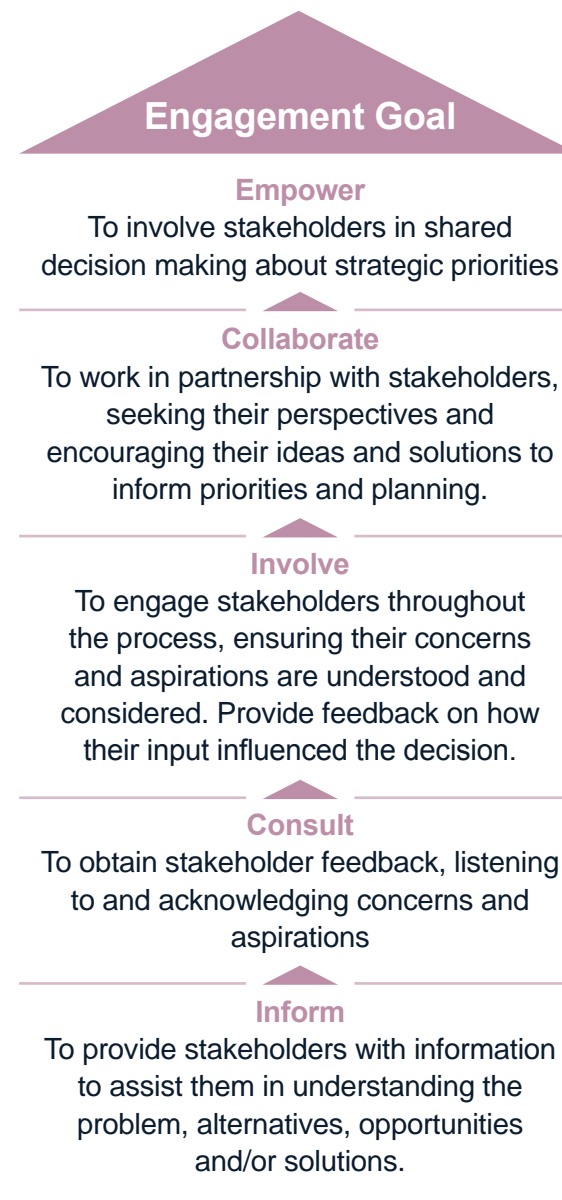 Engagement Goal
Empower
To involve stakeholders in shared
decision making about strategic priorities
Collaborate
To work in partnership with stakeholders,
seeking their perspectives and
encouraging their ideas and solutions to
inform priorities and planning.
Involve
To engage stakeholders throughout
the process, ensuring their concerns
and aspirations are understood and
considered. Provide feedback on how
their input influenced the decision.
Consult
To obtain stakeholder feedback, listening
to and acknowledging concerns and
aspirations
Inform
To provide stakeholders with information
to assist them in understanding the
problem, alternatives, opportunities
and/or solutions.